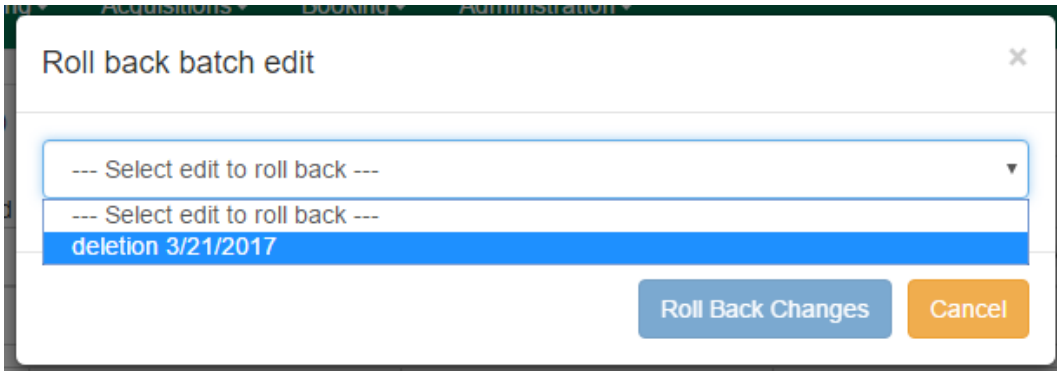 Acquisitions Booking Administration
Roll back batch edit
×
--- Select edit to roll back ---
--- Select edit to roll back ---
deletion 3/21/2017
Roll Back Changes Cancel